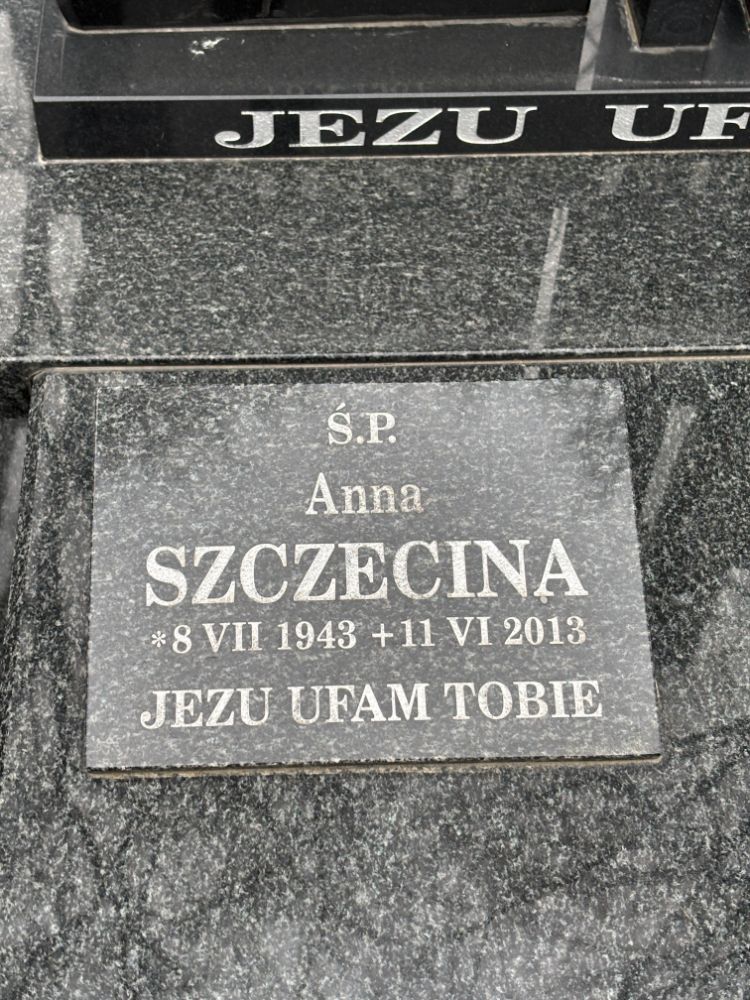 JEZU UF
Ś.P.
Anna
SZCZECINA
*8 VII 1943 +11 VI 2013
JEZU UFAM TOBIE